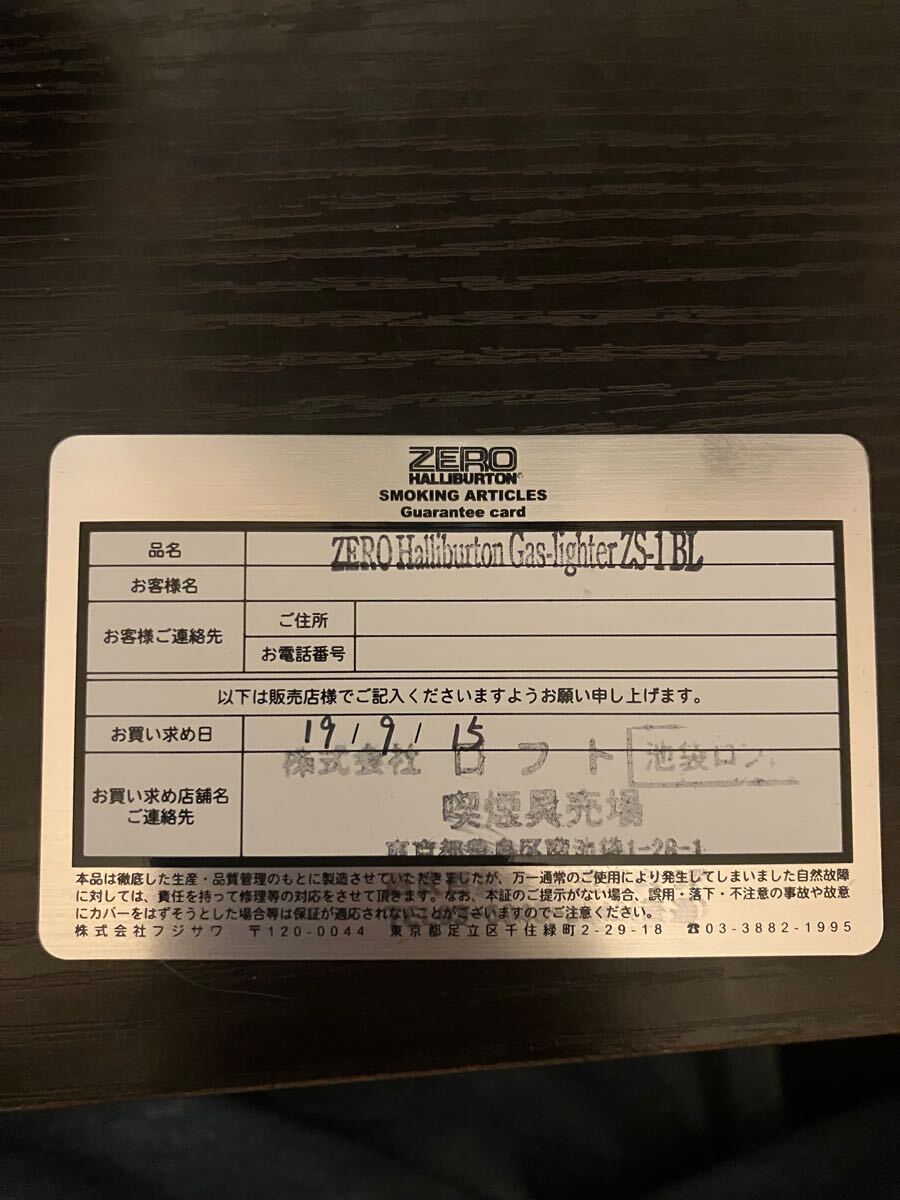 ZERO
HALLIBURTON®
SMOKING ARTICLES
Guarantee card
品名 ZERO Halliburton Gas-lighter ZS-1 BL
お客様名
お客様ご連絡先 ご住所
お電話番号
以下は販売店様でご記入くださいますようお願い申し上げます。
お買い求め日 19/9/15
お買い求め店舗名
ご連絡先
株式会社 ロフト 池袋ロフ
喫煙具売場
東京都豊島区南池袋1-28-1
本品は徹底した生産・品質管理のもとに製造させていただきましたが、万一通常のご使用により発生してしまいました自然故障
に対しては、責任を持って修理等の対応をさせて頂きます。なお、本証のご提示がない場合、誤用・落下・不注意の事故や故意
にカバーをはずそうとした場合等は保証が適応されないことがございますのでご注意ください。
株式会社フジサワ 〒120-0044 東京都足立区千住緑町2-29-18 ☎03-3882-1995